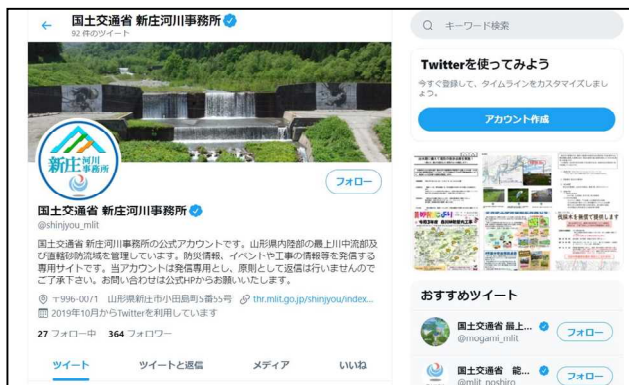 国土交通省 新庄河川事務所
92 件のツイート
新庄河川事務所
フォロー
国土交通省 新庄河川事務所
@shinjyou_mlit
国土交通省 新庄河川事務所の公式アカウントです。山形県内陸部の最上川中流部及
び直轄砂防流域を管理しています。防災情報、イベントや工事の情報等を発信する
専用サイトです。当アカウントは発信専用とし、原則として返信は行いませんので
ご了承下さい。お問い合わせは公式HPからお願いいたします。
〒996-0071 山形県新庄市小田島町5番55号 thr.mlit.go.jp/shinjyou/index...
2019年10月からTwitterを利用しています
27 フォロー中 364 フォロワー
ツイート ツイートと返信 メディア いいね
キーワード検索
Twitterを使ってみよう
今すぐ登録して、タイムラインをカスタマイズしまし
ょう。
アカウント作成
伐採木を無償で提供します
おすすめツイート
国土交通省 最上...
@mogami_mlit
フォロー
国土交通省 能...
@mlit_noshiro
フォロー